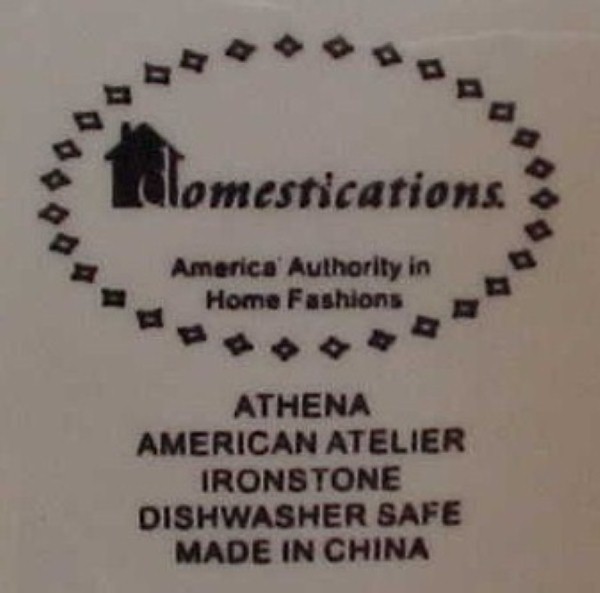 domestications.
America' Authority in
Home Fashions
ATHENA
AMERICAN ATELIER
IRONSTONE
DISHWASHER SAFE
MADE IN CHINA